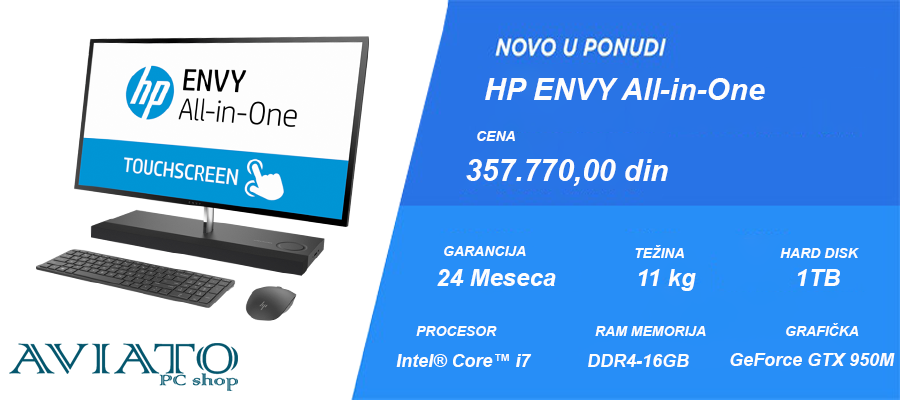 hp
ENVY
All-in-One
TOUCHSCREEN
hp
AVIATO
PC shop
NOVO U PONUDI
HP ENVY All-in-One
CENA
357.770,00 din
GARANCIJA
24 Meseca
TEŽINA
11 kg
HARD DISK
1TB
PROCESOR
Intel® Core™ i7
RAM MEMORIJA
DDR4-16GB
GRAFIČKA
GeForce GTX 950M